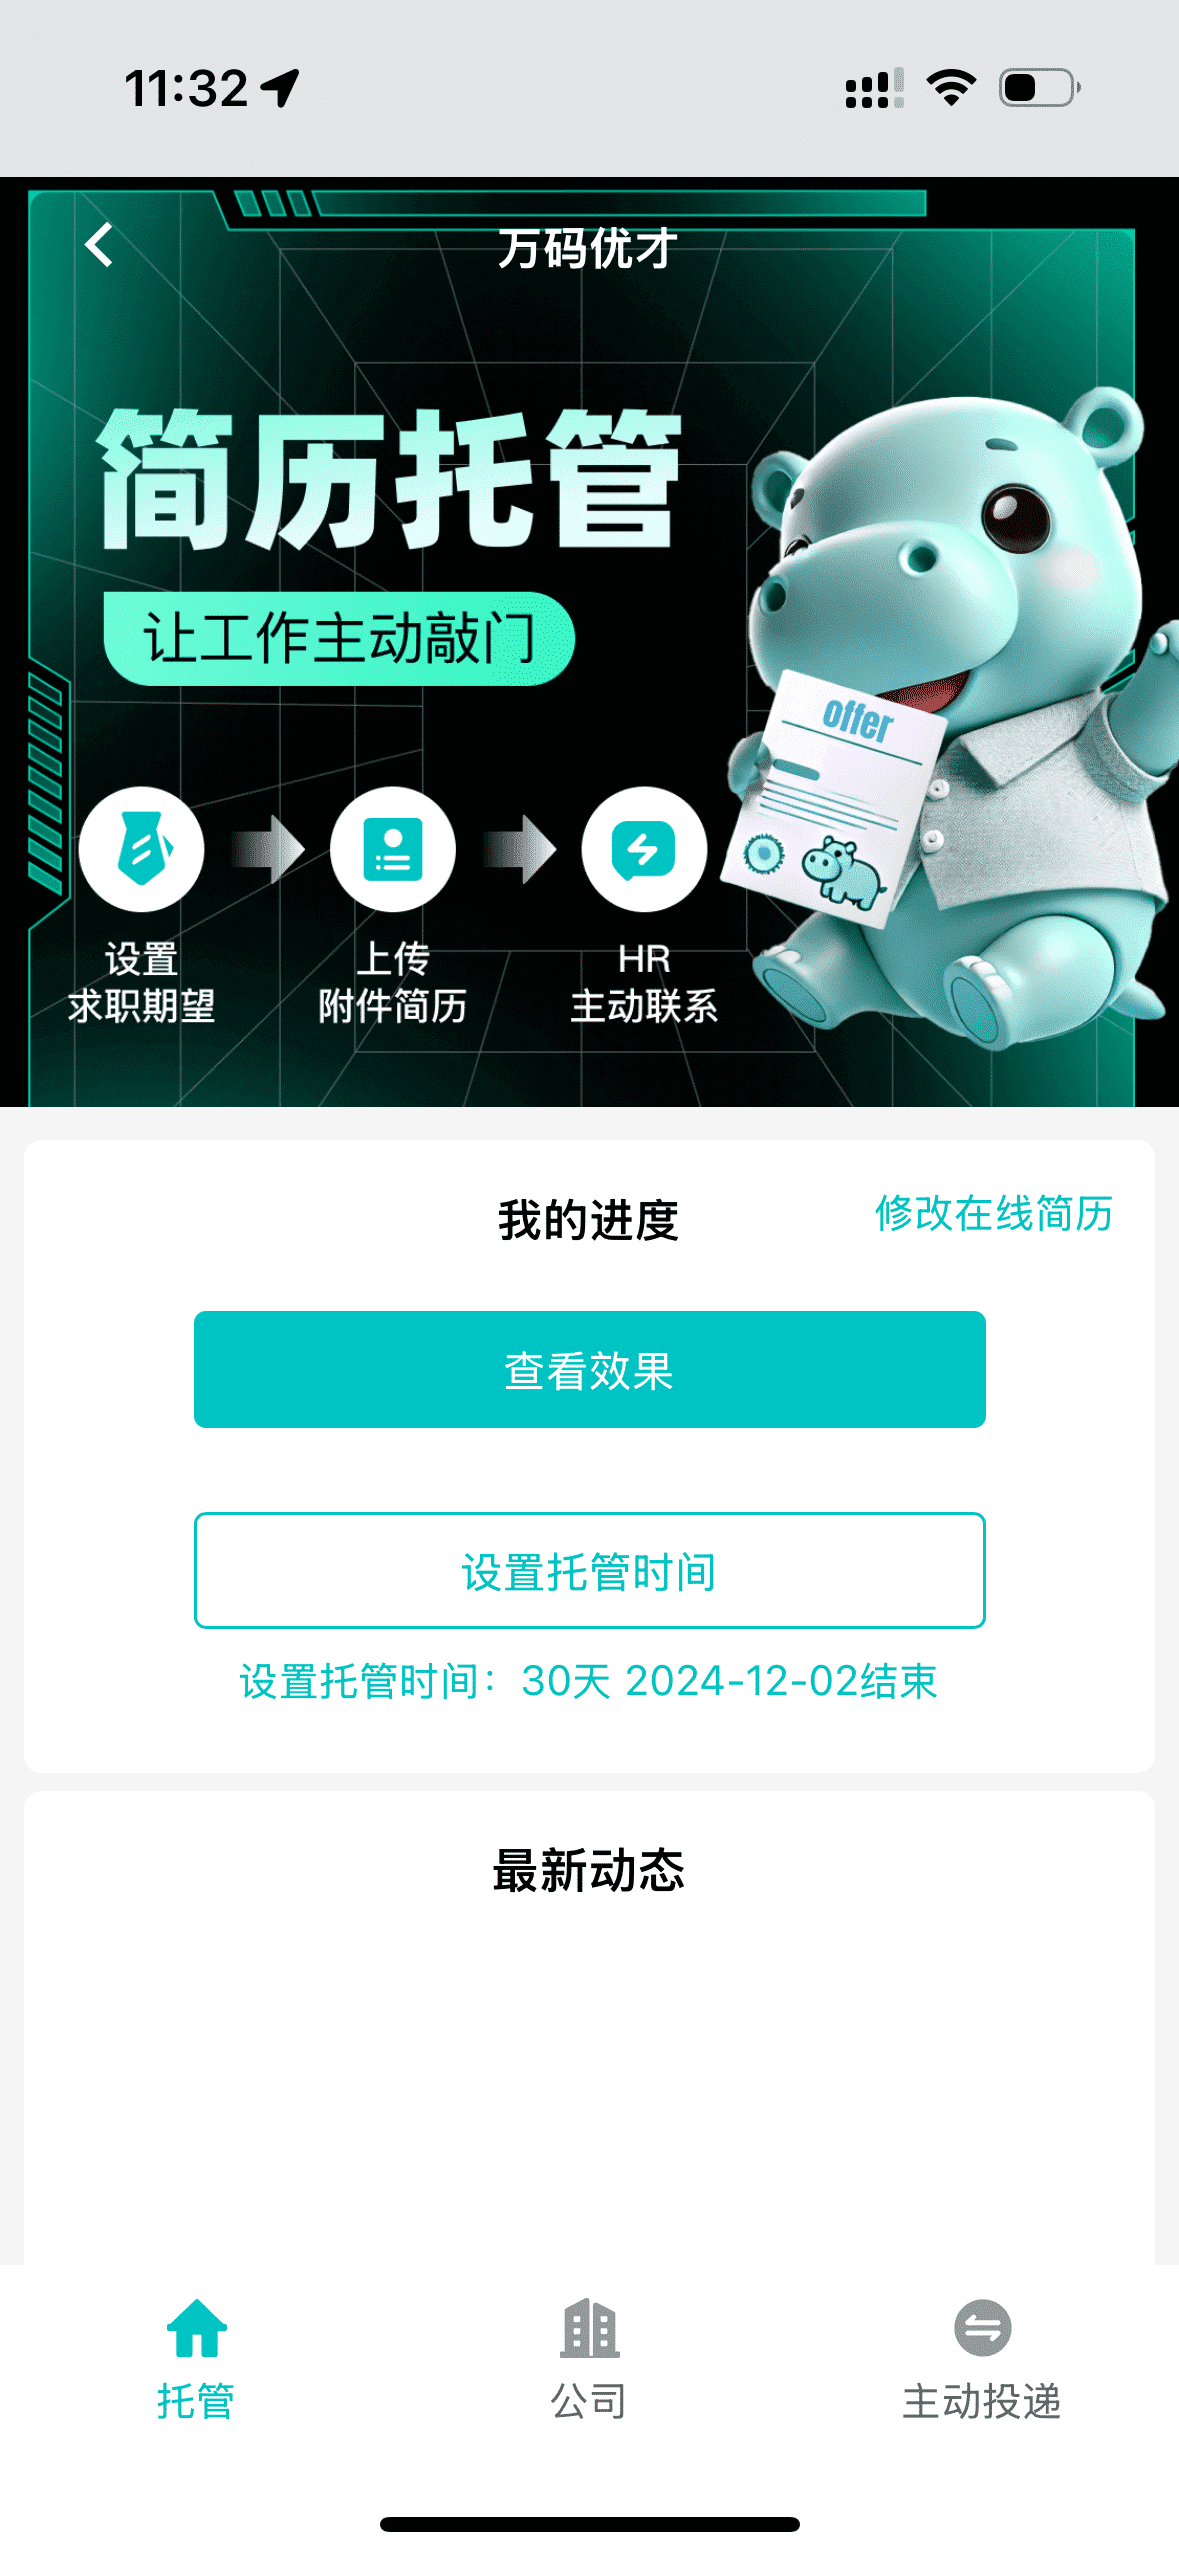 11:32
万码优才
简历托管
让工作主动敲门
offer
设置
求职期望
上传
附件简历
HR
主动联系
我的进度
修改在线简历
查看效果
设置托管时间
设置托管时间：30天 2024-12-02结束
最新动态
托管
公司
主动投递